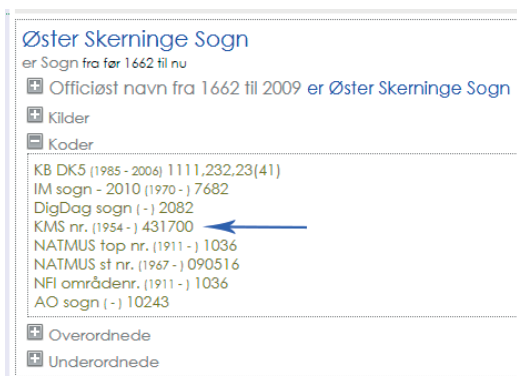 Øster Skerninge Sogn
er Sogn fra før 1662 til nu
Officiøst navn fra 1662 til 2009 er Øster Skerninge Sogn
Kilder
Koder
KB DK5 (1985 - 2006) 1111,232,23(41)
IM sogn - 2010 (1970 - ) 7682
DigDag sogn ( - ) 2082
KMS nr. (1954 - ) 431700
NATMUS top nr. (1911 - ) 1036
NATMUS st nr. (1967 - ) 090516
NFI områdenr. (1911 - ) 1036
AO sogn ( - ) 10243
Overordnede
Underordnede